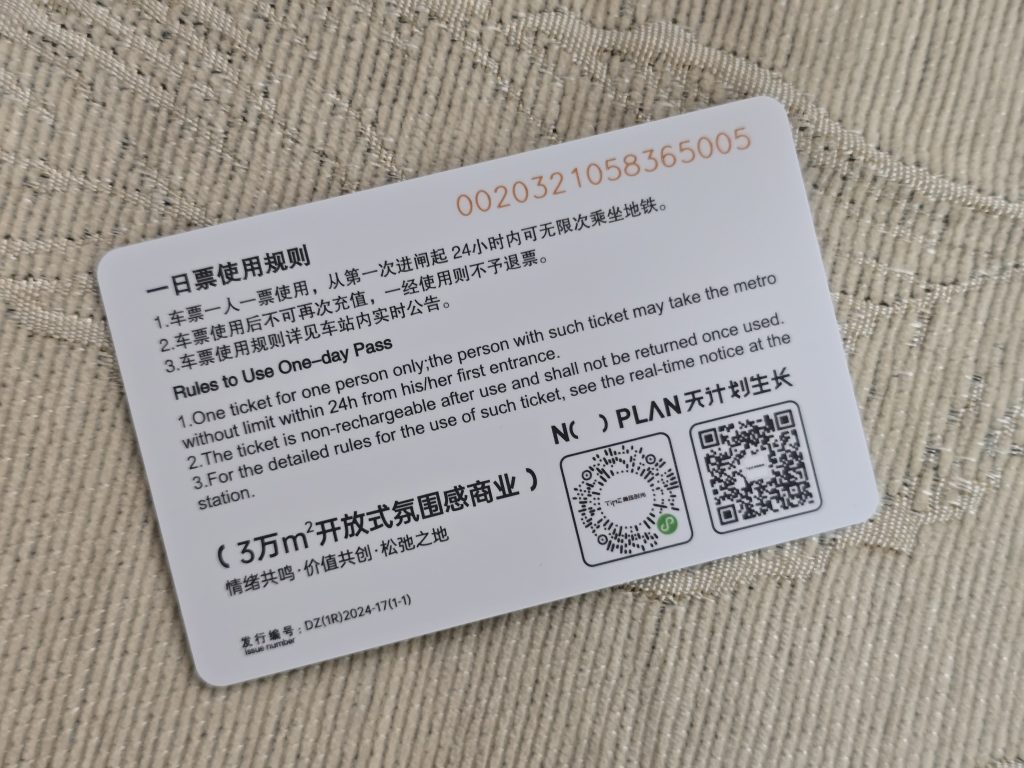 002032105836​5005
一日票使用规则
1.车票一人一票使用，从第一次进闸起 24小时内可无限次乘坐地铁。
2.车票使用后不可再次充值，一经使用则不予退票。
3.车票使用规则详见车站内实时公告。
Rules to Use One-day Pass
1.One ticket for one person only;the person with such ticket may take the metro
without limit within 24h from his/her first entrance.
2.The ticket is non-rechargeable after use and shall not be returned once used.
3.For the detailed rules for the use of such ticket, see the real-time notice at the
station.
N( ) PLAN天计划生长
( 3万m²开放式氛围感商业 )
情绪共鸣·价值共创·松弛之地
发行编号：DZ(1R)2024-17(1-1)
Issue number